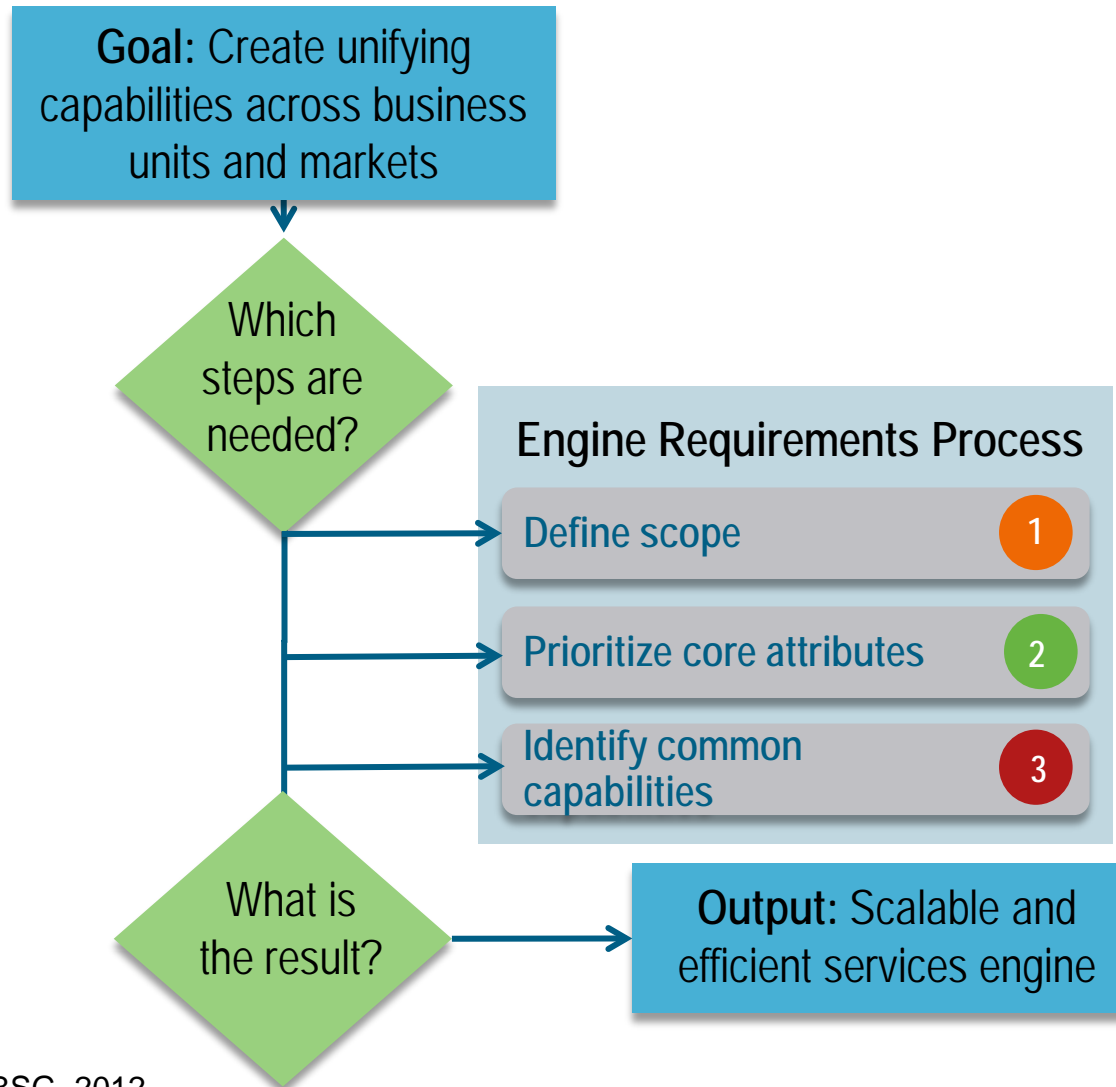 Goal: Create unifying
capabilities across business
units and markets
Which
steps are
needed?
Engine Requirements Process
Define scope 1
Prioritize core attributes 2
Identify common
capabilities 3
What is
the result?
Output: Scalable and
efficient services engine
2012